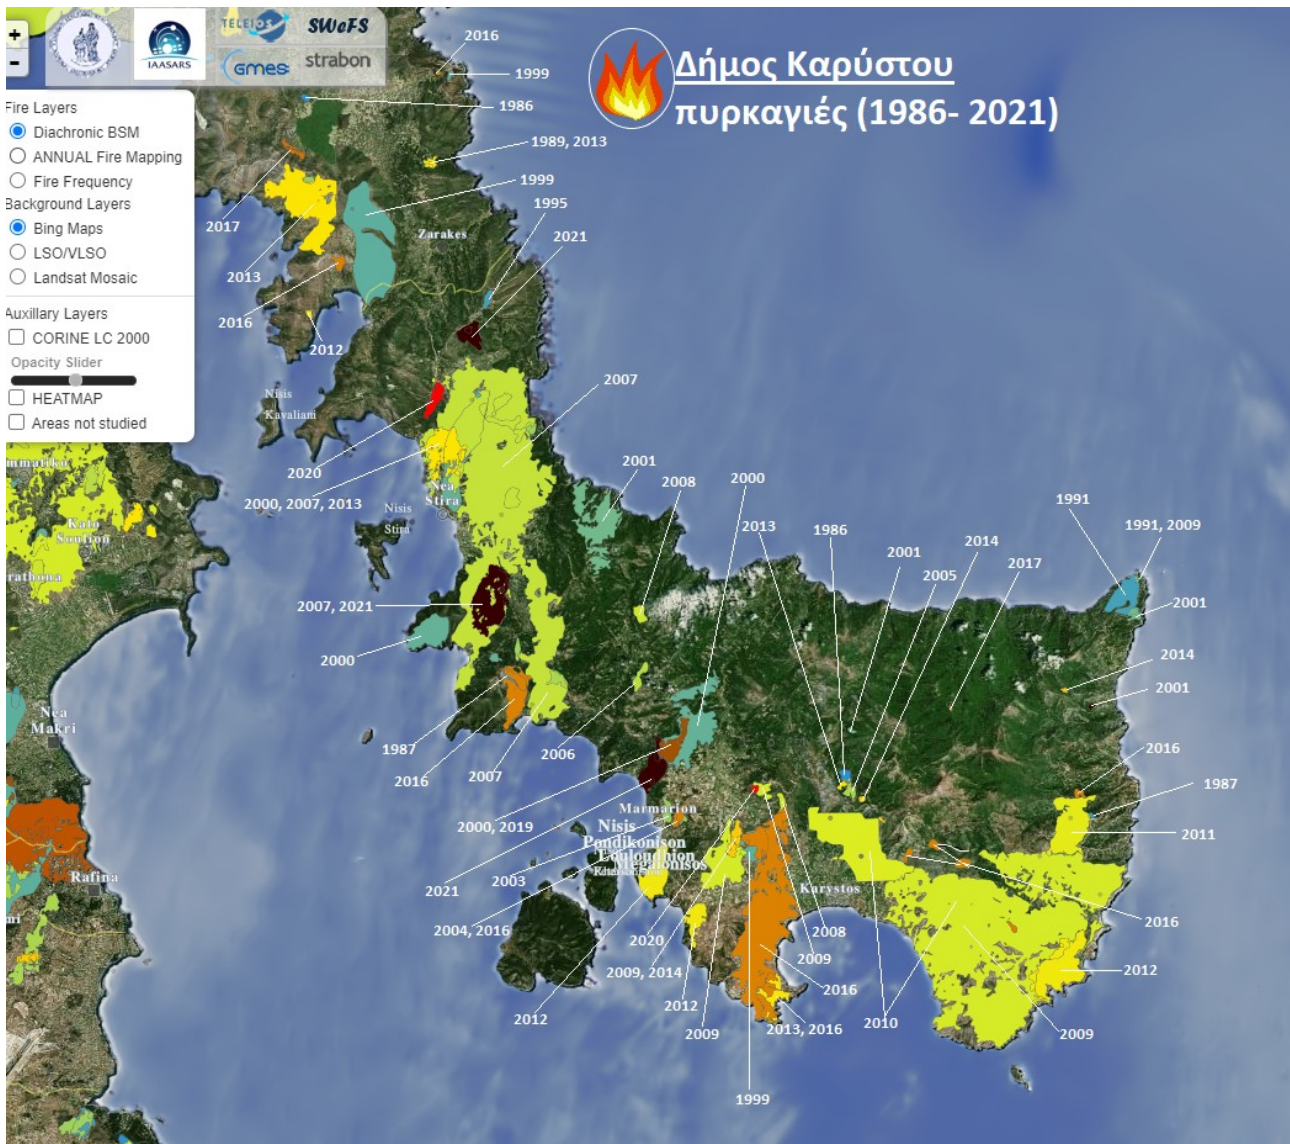 +
-
IAASARS
TELEIOS
SWeFS
GMES
strabon
Δήμος Καρύστου
πυρκαγιές (1986- 2021)
Fire Layers
Diachronic BSM
ANNUAL Fire Mapping
Fire Frequency
Background Layers
Bing Maps
LSO/VLSO
Landsat Mosaic
Auxillary Layers
CORINE LC 2000
Opacity Slider
HEATMAP
Areas not studied
2016
1999
1986
1989, 2013
1999
1995
2017
Zarakes
2021
2013
2016
2012
2007
Nisis
Kavaliani
2020
2000, 2007, 2013
Nea
Stira
Nisis
Stira
2001
2008
2000
2013
1986
2001
2005
2014
2017
1991
1991, 2009
2001
2007, 2021
2000
2014
2001
1987
2016
2007
2006
2016
1987
2011
Marmarion
2000, 2019
Nisis
Pondikonison
Megalonisos
2021
2003
2004, 2016
Karystos
2020
2009, 2014
2008
2009
2016
2016
2012
2012
2012
2009
2013, 2016
2010
2009
1999
Kato
Soulion
rathona
Nea
Makri
Rafina